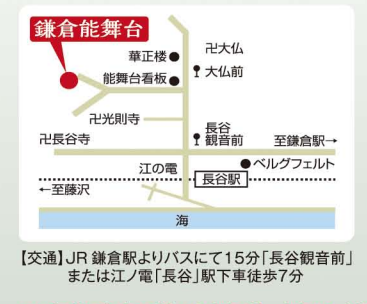 鎌倉能舞台
華正楼
卍大仏
大仏前
能舞台看板
卍光則寺
長谷
観音前
卍長谷寺
至鎌倉駅→
江の電
ベルグフェルト
長谷駅
←至藤沢
海
【交通】JR 鎌倉駅よりバスにて15分「長谷観音前」
または江ノ電「長谷」駅下車徒歩7分